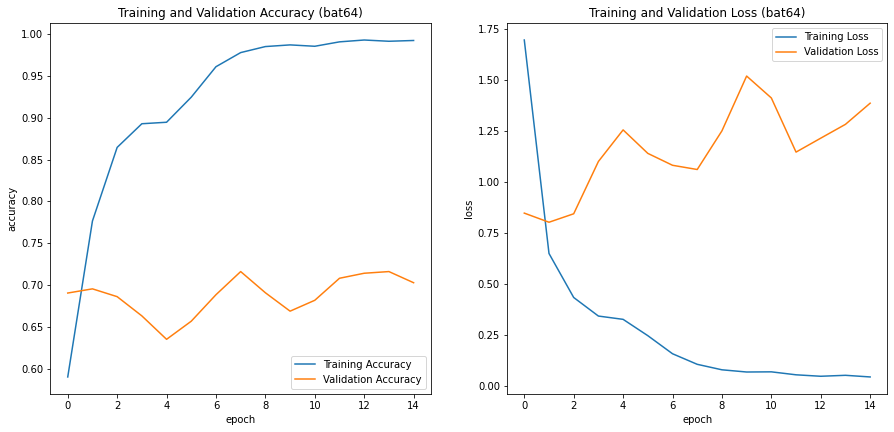 Training and Validation Accuracy (bat64)
accuracy
1.00
0.95
0.90
0.85
0.80
0.75
0.70
0.65
0.60
0 2 4 6 8 10 12 14
epoch
Training Accuracy
Validation Accuracy
Training and Validation Loss (bat64)
loss
1.75
1.50
1.25
1.00
0.75
0.50
0.25
0.00
0 2 4 6 8 10 12 14
epoch
Training Loss
Validation Loss